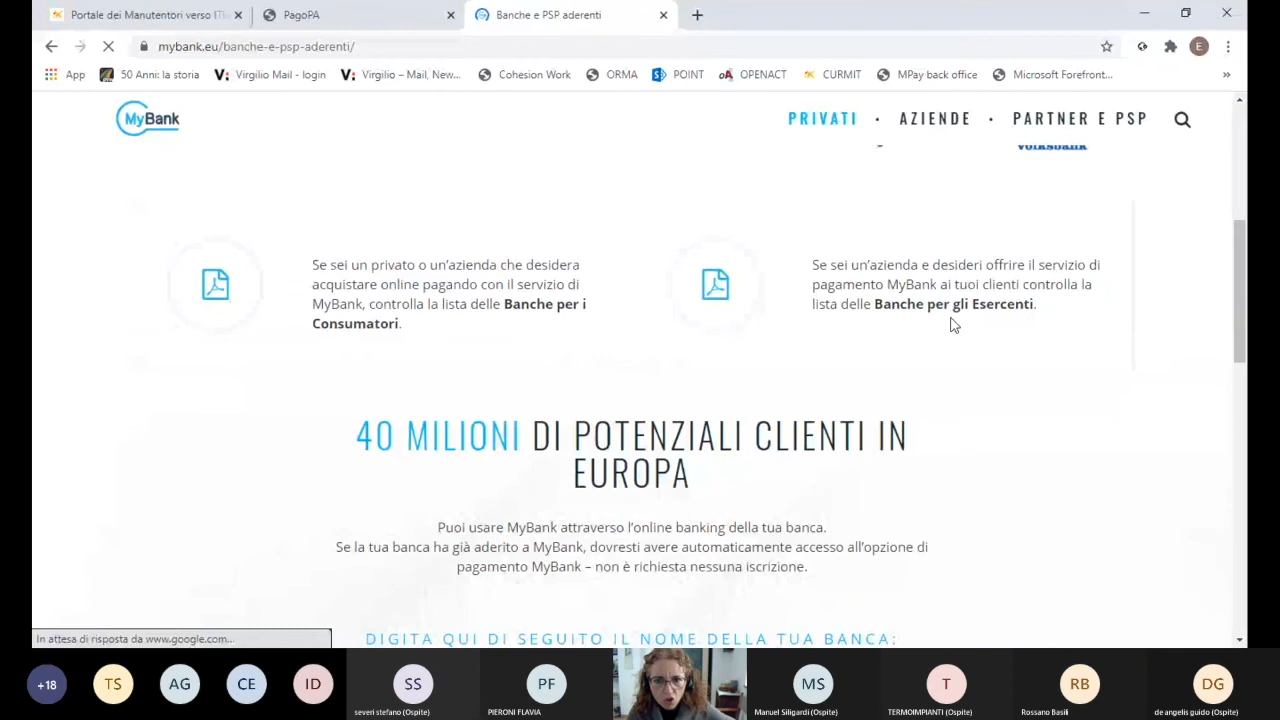 Portale dei Manutentori verso ITe
PagoPA
Banche e PSP aderenti
mybank.eu/banche-e-psp-aderenti/
E
App
50 Anni: la storia
Virgilio Mail - login
Virgilio – Mail, New...
Cohesion Work
ORMA
POINT
OPENACT
CURMIT
MPay back office
Microsoft Forefront...
»
MyBank
PRIVATI • AZIENDE • PARTNER E PSP
Volksbank
Se sei un privato o un'azienda che desidera
acquistare online pagando con il servizio di
MyBank, controlla la lista delle Banche per i
Consumatori.
Se sei un'azienda e desideri offrire il servizio di
pagamento MyBank ai tuoi clienti controlla la
lista delle Banche per gli Esercenti.
40 MILIONI DI POTENZIALI CLIENTI IN
EUROPA
Puoi usare MyBank attraverso l'online banking della tua banca.
Se la tua banca ha già aderito a MyBank, dovresti avere automaticamente accesso all'opzione di
pagamento MyBank – non è richiesta nessuna iscrizione.
DIGITA QUI DI SEGUITO IL NOME DELLA TUA BANCA:
In attesa di risposta da www.google.com...
+18
TS
AG
CE
ID
SS
severi stefano (Ospite)
PF
PIERONI FLAVIA
MS
Manuel Siligardi (Ospite)
T
TERMOIMPIANTI (Ospite)
RB
Rossano Basili
DG
de angelis guido (Ospite)